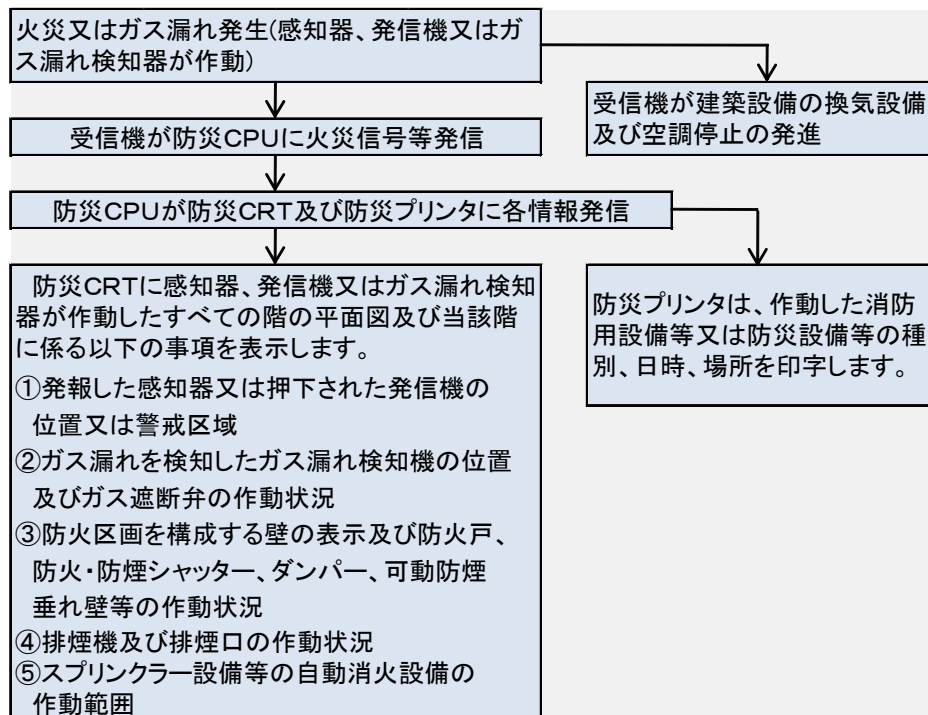 火災又はガス漏れ発生(感知器、発信機又はガ
ス漏れ検知器が作動)
受信機が建築設備の換気設備
及び空調停止の発進
受信機が防災CPUに火災信号等発信
防災CPUが防災CRT及び防災プリンタに各情報発信
防災CRTに感知器、発信機又はガス漏れ検知
器が作動したすべての階の平面図及び当該階
に係る以下の事項を表示します。
①発報した感知器又は押下された発信機の
位置又は警戒区域
②ガス漏れを検知したガス漏れ検知機の位置
及びガス遮断弁の作動状況
③防火区画を構成する壁の表示及び防火戸、
防火・防煙シャッター、ダンパー、可動防煙
垂れ壁等の作動状況
④排煙機及び排煙口の作動状況
⑤スプリンクラー設備等の自動消火設備の
作動範囲
防災プリンタは、作動した消防
用設備等又は防災設備等の種
別、日時、場所を印字します。